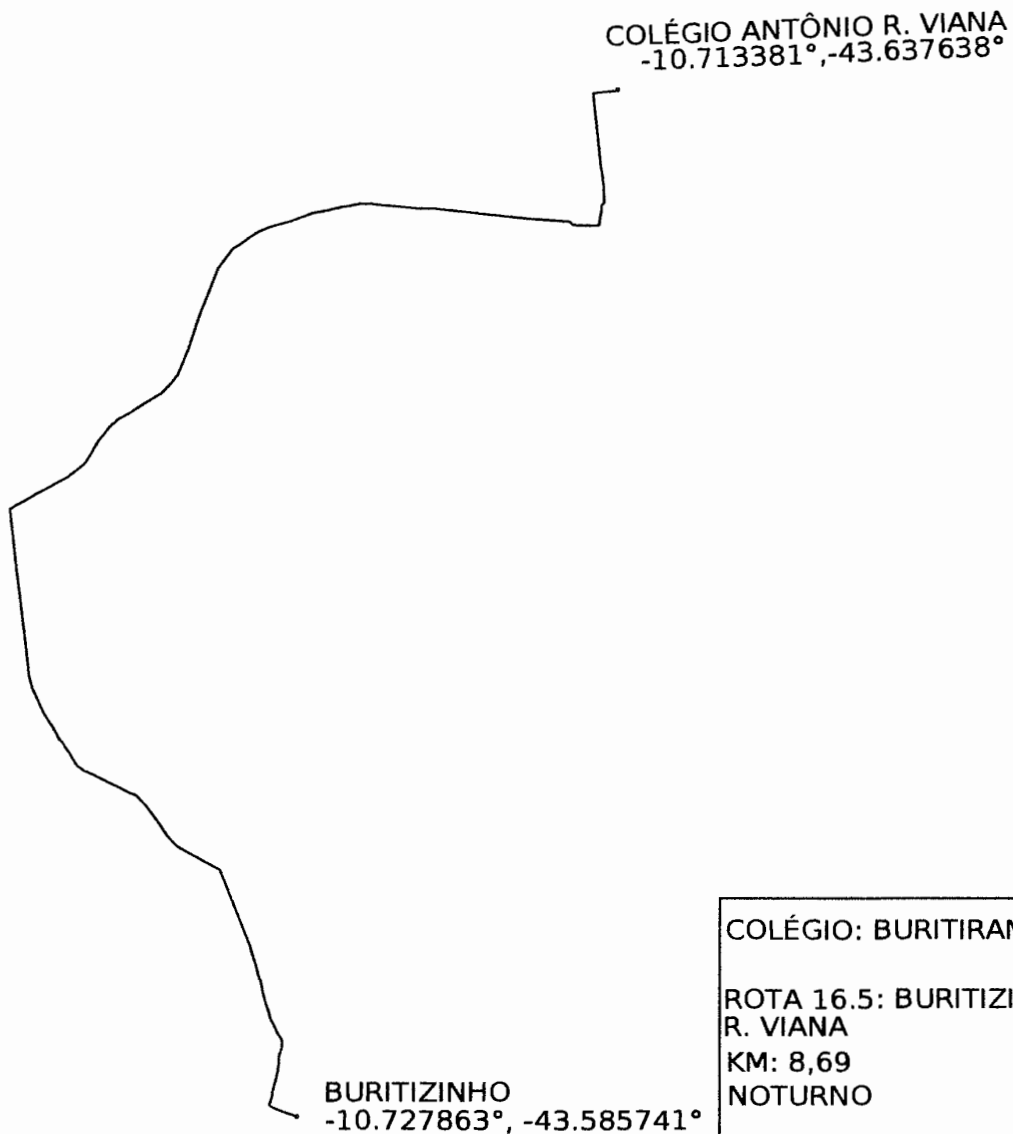 COLÉGIO ANTÔNIO R. VIANA
-10.713381°,-43.637638°
BURITIZINHO
-10.727863°, -43.585741°
COLÉGIO:
ROTA 16.5:
R. VIANA
KM: 8,69
NOTURNO